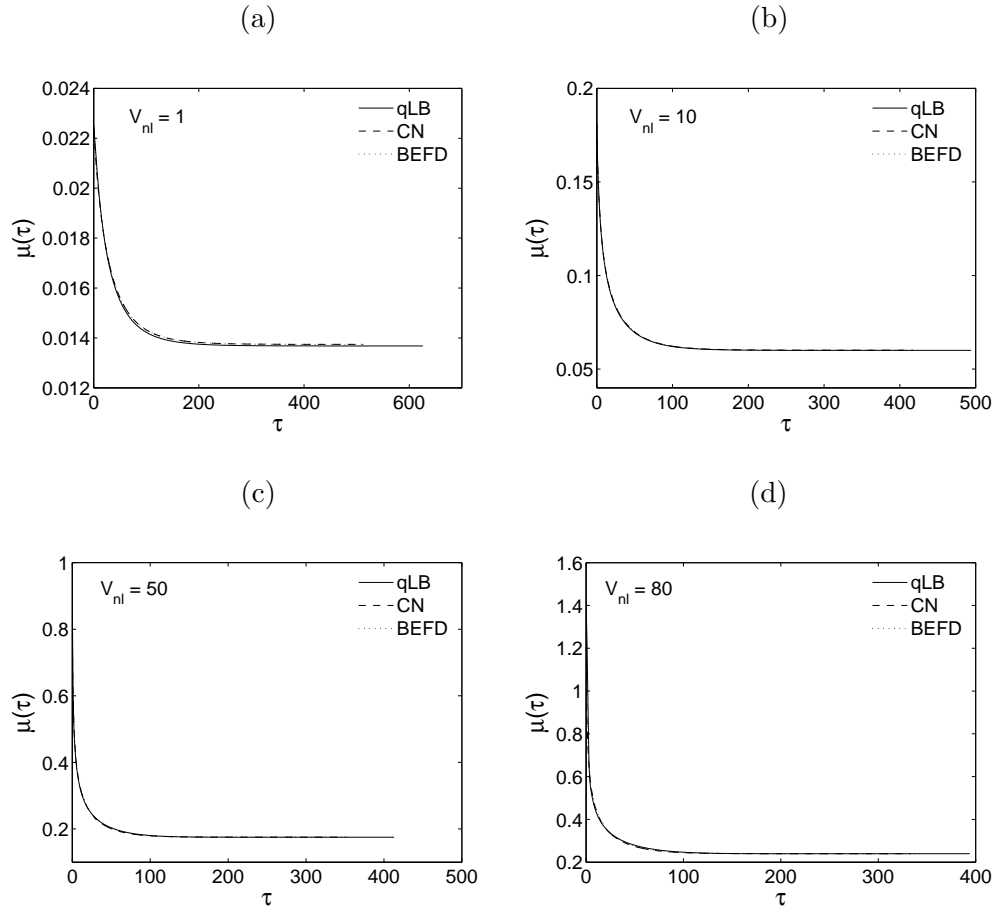 (a)
0.024
0.022
0.02
0.018
0.016
0.014
0.012
0
200
400
600
μ(τ)
τ
V_nl = 1
qLB
CN
BEFD
(b)
0.2
0.15
0.1
0.05
0
100
200
300
400
500
μ(τ)
τ
V_nl = 10
qLB
CN
BEFD
(c)
1
0.8
0.6
0.4
0.2
0
100
200
300
400
500
μ(τ)
τ
V_nl = 50
qLB
CN
BEFD
(d)
1.6
1.4
1.2
1
0.8
0.6
0.4
0.2
0
100
200
300
400
μ(τ)
τ
V_nl = 80
qLB
CN
BEFD